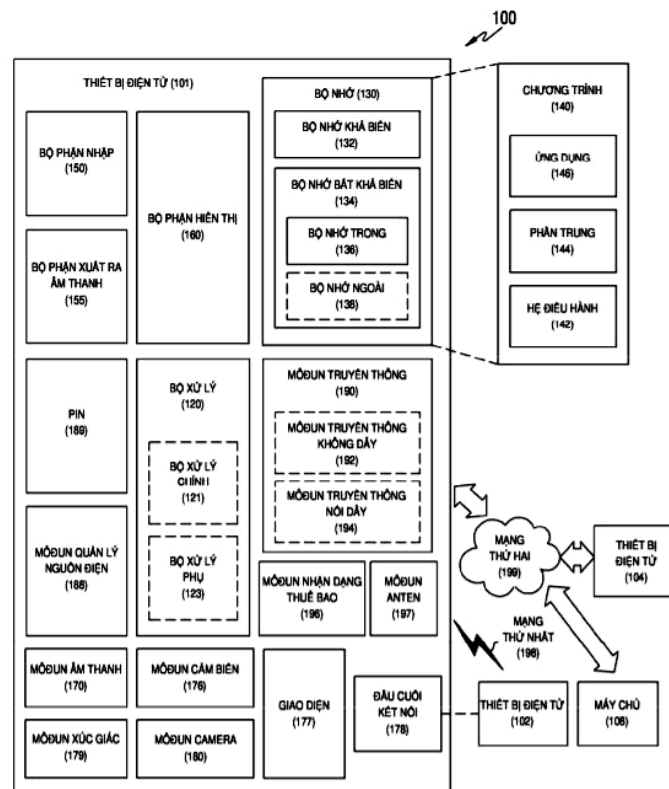 100
THIẾT BỊ ĐIỆN TỬ (101)
BỘ PHẬN NHẬP
(150)
BỘ PHẬN XUẤT RA
ÂM THANH
(155)
BỘ PHẬN HIỂN THỊ
(160)
BỘ NHỚ (130)
BỘ NHỚ KHẢ BIẾN
(132)
BỘ NHỚ BẤT KHẢ BIẾN
(134)
BỘ NHỚ TRONG
(136)
BỘ NHỚ NGOÀI
(138)
CHƯƠNG TRÌNH
(140)
ỨNG DỤNG
(146)
PHẦN TRUNG
(144)
HỆ ĐIỀU HÀNH
(142)
PIN
(189)
MÔĐUN QUẢN LÝ
NGUỒN ĐIỆN
(188)
BỘ XỬ LÝ
(120)
BỘ XỬ LÝ
CHÍNH
(121)
BỘ XỬ LÝ
PHỤ
(123)
MÔĐUN TRUYỀN THÔNG
(190)
MÔĐUN TRUYỀN THÔNG
KHÔNG DÂY
(192)
MÔĐUN TRUYỀN THÔNG
NỐI DÂY
(194)
MÔĐUN NHẬN DẠNG
THUÊ BAO
(196)
MÔĐUN
ANTEN
(197)
MÔĐUN ÂM THANH
(170)
MÔĐUN CẢM BIẾN
(176)
MÔĐUN XÚC GIÁC
(179)
MÔĐUN CAMERA
(180)
GIAO DIỆN
(177)
ĐẦU CUỐI
KẾT NỐI
(178)
MẠNG
THỨ HAI
(199)
THIẾT BỊ
ĐIỆN TỬ
(104)
MẠNG
THỨ NHẤT
(198)
THIẾT BỊ ĐIỆN TỬ
(102)
MÁY CHỦ
(108)